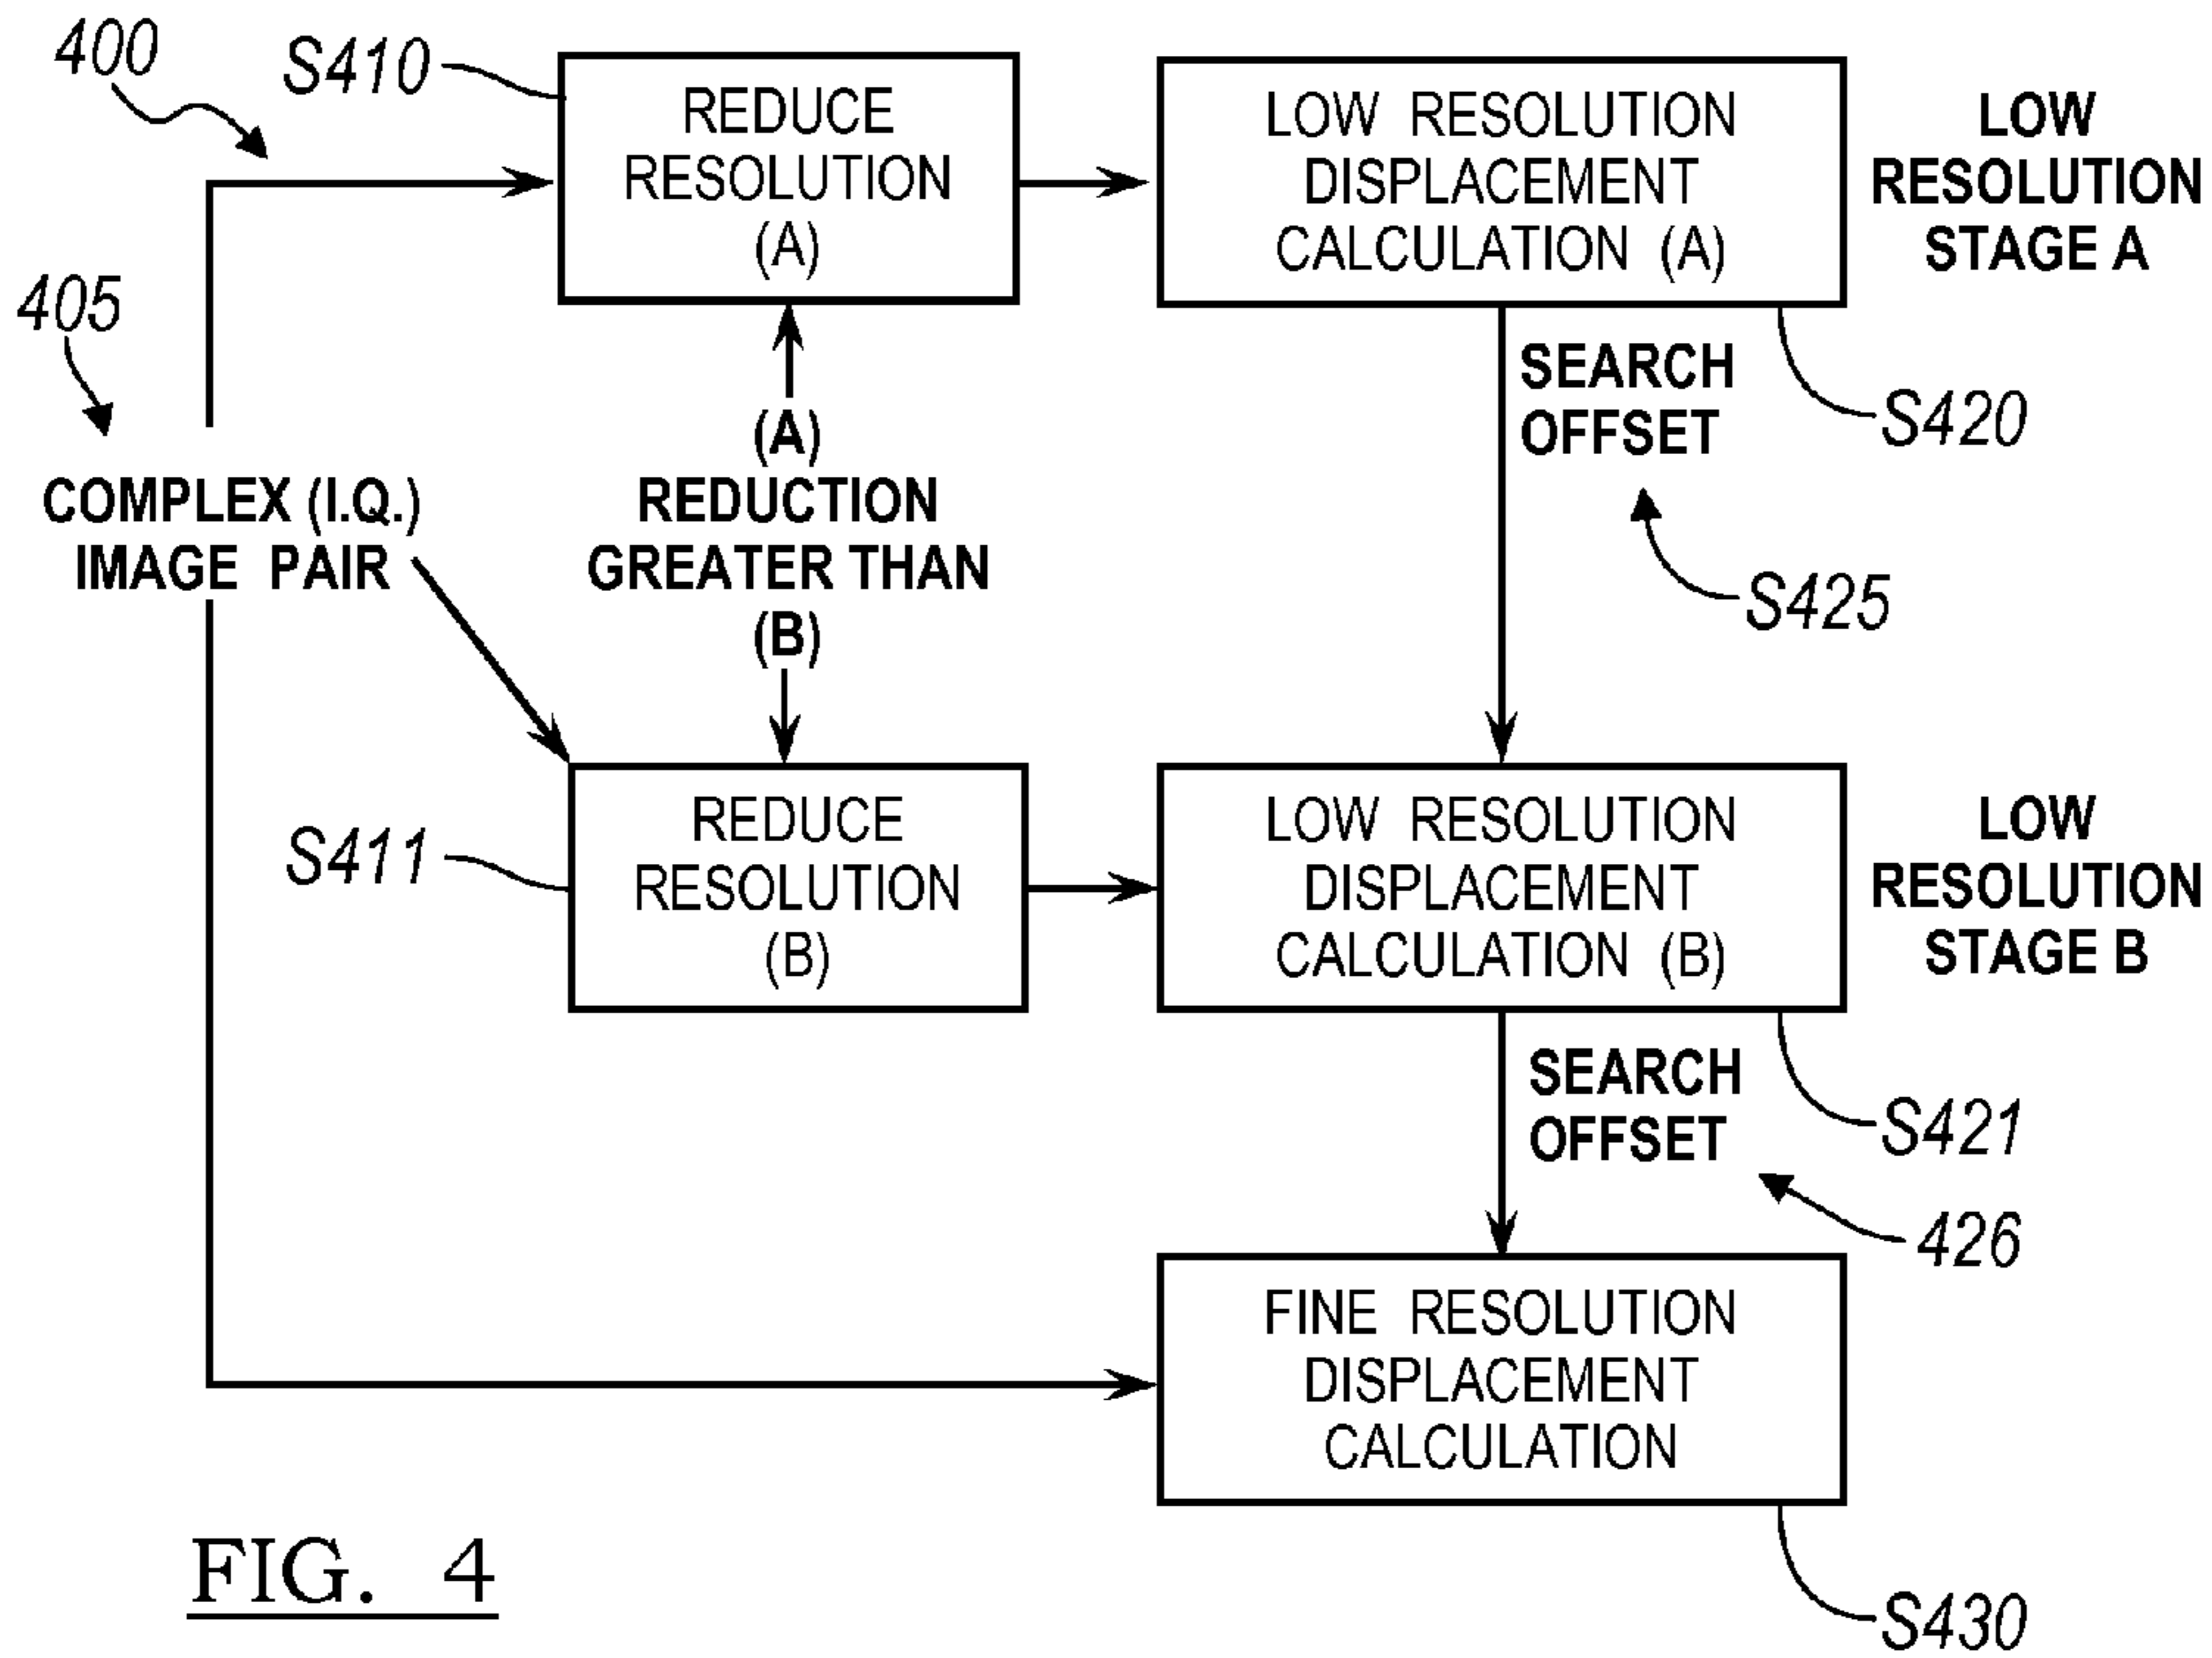 400
S410
REDUCE
RESOLUTION
(A)
LOW RESOLUTION
DISPLACEMENT
CALCULATION (A)
LOW
RESOLUTION
STAGE A
405
SEARCH
OFFSET
S420
(A)
REDUCTION
GREATER THAN
(B)
COMPLEX (I.Q.)
IMAGE PAIR
S425
S411
REDUCE
RESOLUTION
(B)
LOW RESOLUTION
DISPLACEMENT
CALCULATION (B)
LOW
RESOLUTION
STAGE B
SEARCH
OFFSET
S421
426
FINE RESOLUTION
DISPLACEMENT
CALCULATION
S430
FIG. 4